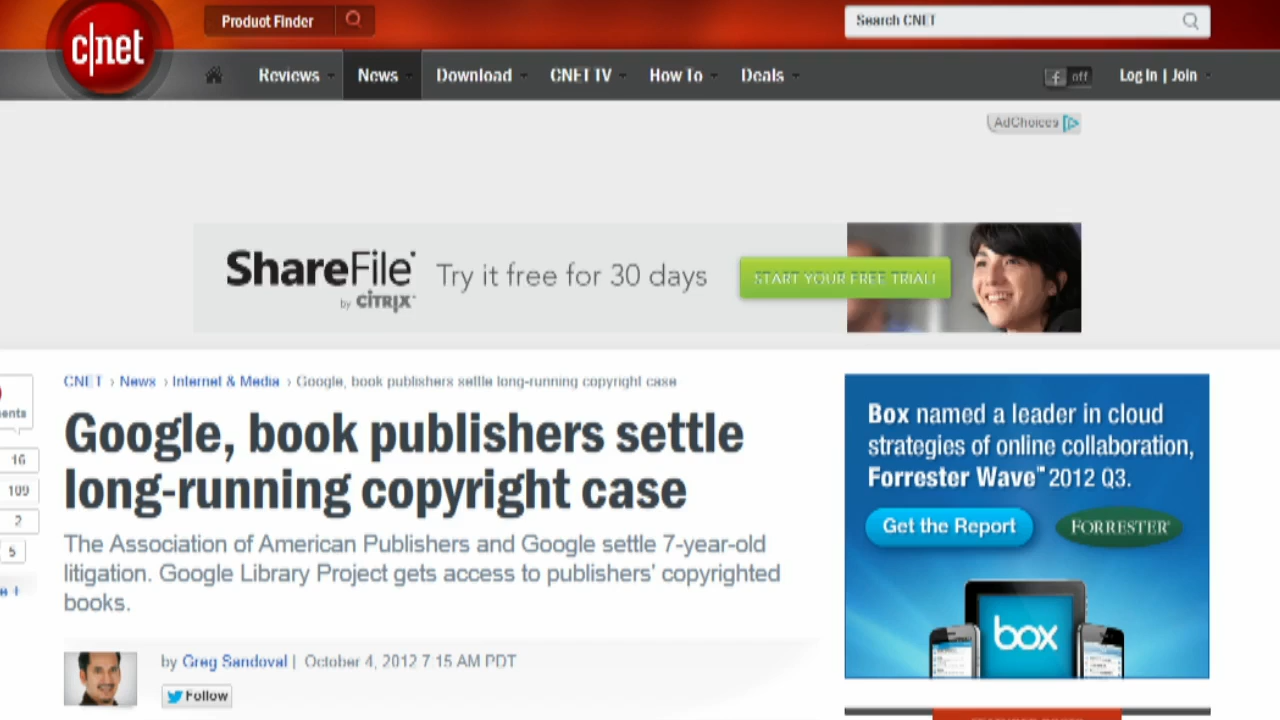 Product Finder
Search CNET
c|net
Reviews
News
Download
CNET TV
How To
Deals
f off
Log In | Join
AdChoices
ShareFile
by CITRIX
Try it free for 30 days
START YOUR FREE TRIAL!
CNET › News › Internet & Media › Google, book publishers settle long-running copyright case
Google, book publishers settle
long-running copyright case
The Association of American Publishers and Google settle 7-year-old
litigation. Google Library Project gets access to publishers' copyrighted
books.
by Greg Sandoval | October 4, 2012 7:15 AM PDT
Follow
16
109
2
5
Box named a leader in cloud
strategies of online collaboration,
Forrester Wave™ 2012 Q3.
Get the Report
FORRESTER
box